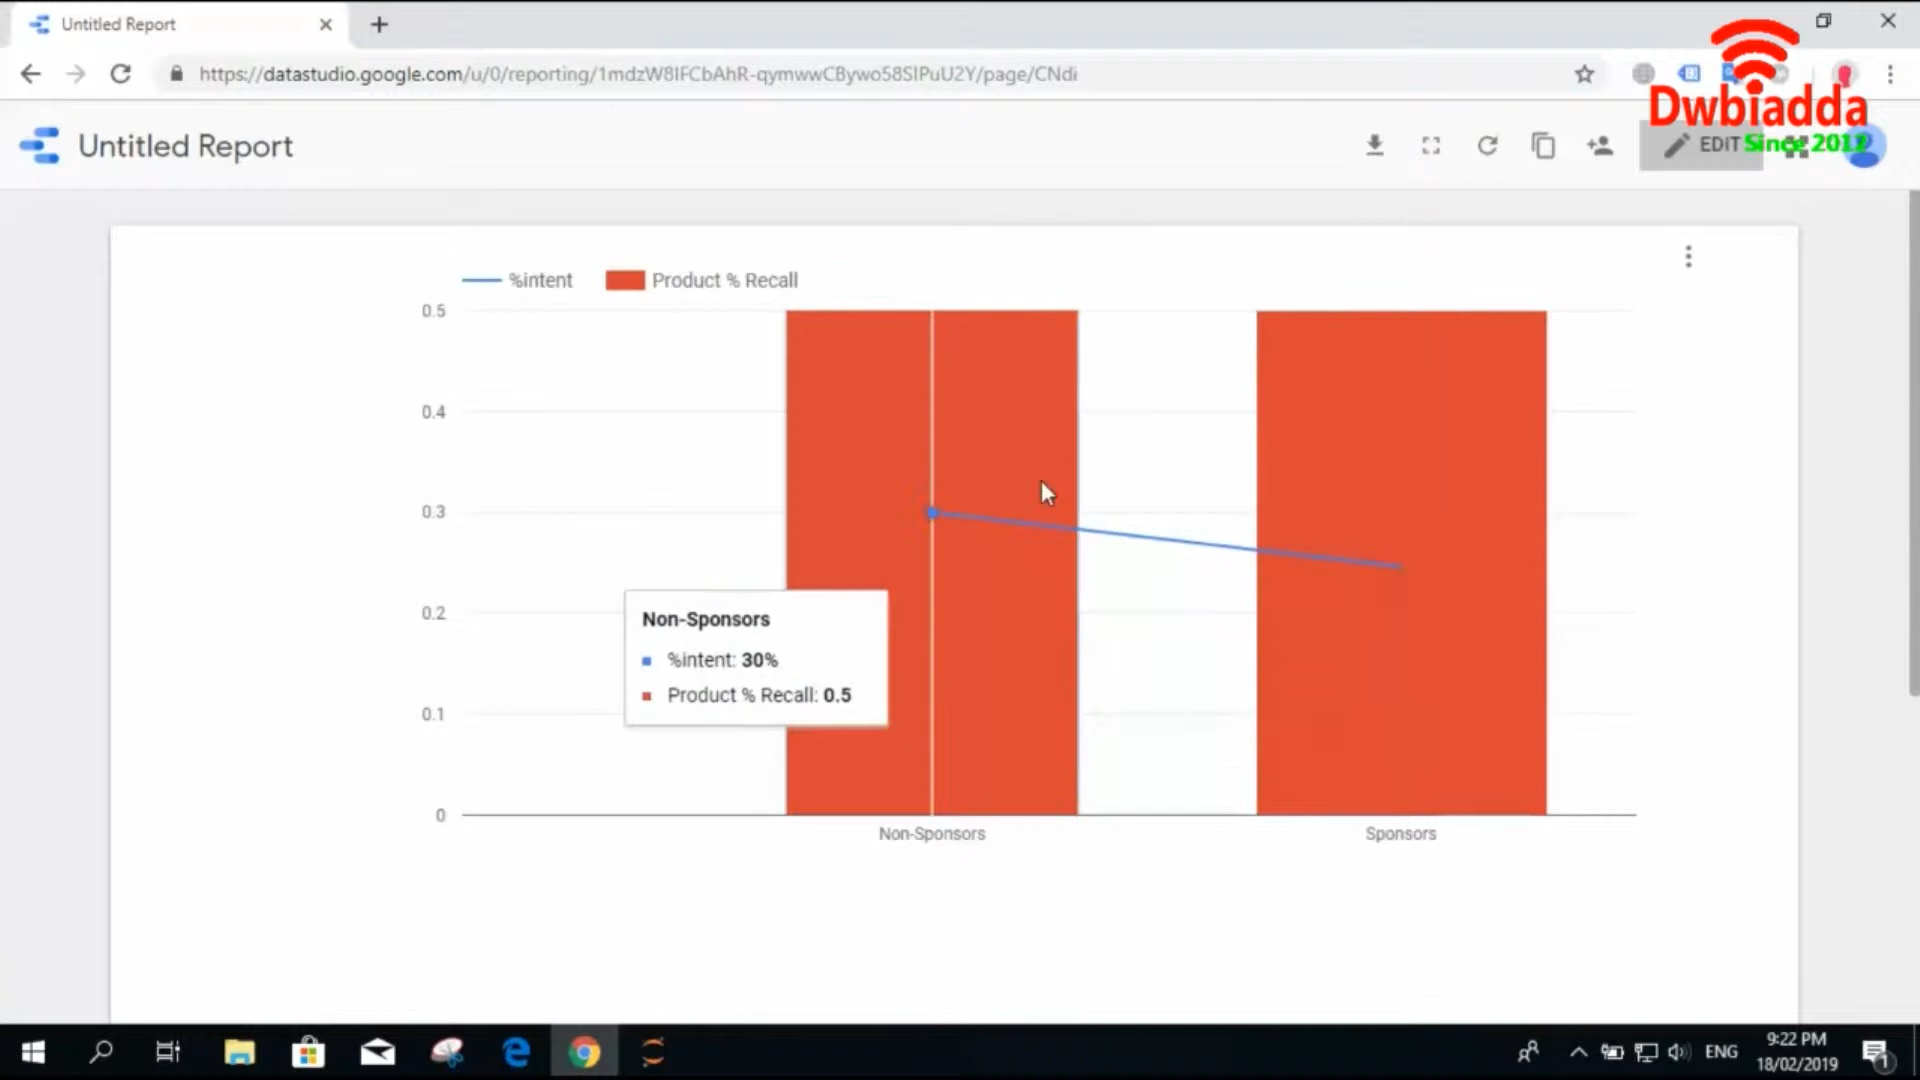 Untitled Report
https://datastudio.google.com/u/0/reporting/1mdzW8IFCbAhR-qymwwCBywo58SIPuU2Y/page/CNdi
Dwbiadda
Since 2012
Untitled Report
EDIT
%intent
Product % Recall
0.5
0.4
0.3
0.2
0.1
0
Non-Sponsors
%intent: 30%
Product % Recall: 0.5
Non-Sponsors
Sponsors
ENG
9:22 PM
18/02/2019
1